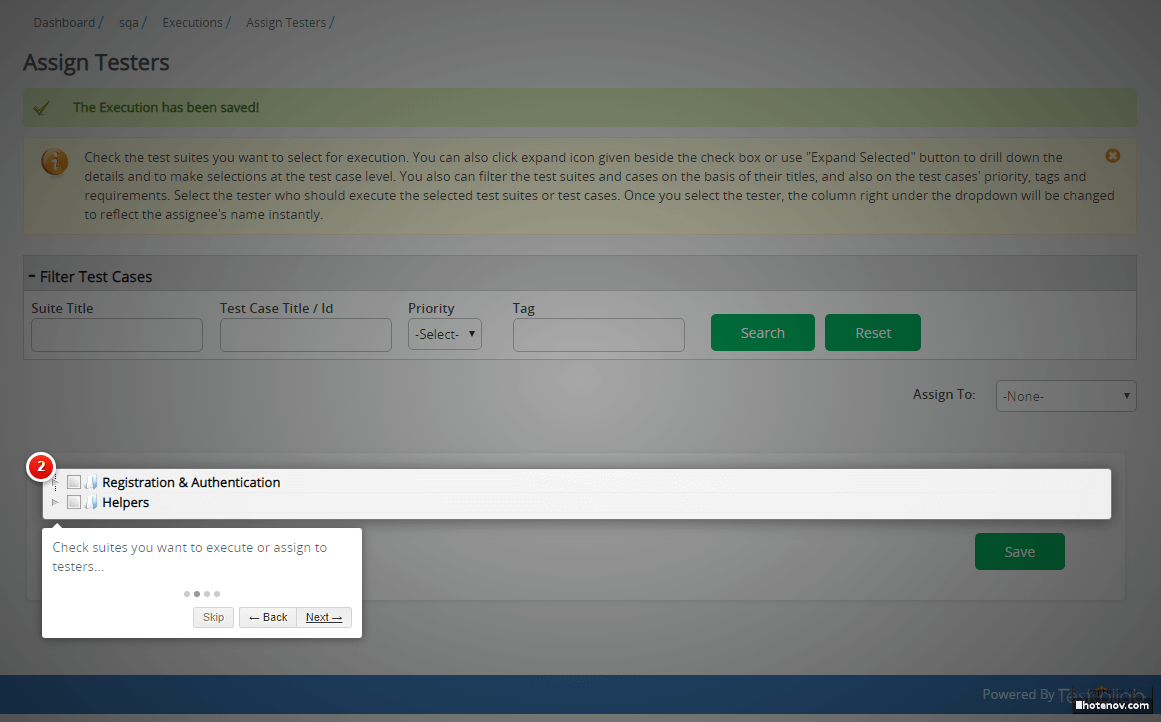 Dashboard / sqa / Executions / Assign Testers /
Assign Testers
The Execution has been saved!
Check the test suites you want to select for execution. You can also click expand icon given beside the check box or use "Expand Selected" button to drill down the
details and to make selections at the test case level. You also can filter the test suites and cases on the basis of their titles, and also on the test cases' priority, tags and
requirements. Select the tester who should execute the selected test suites or test cases. Once you select the tester, the column right under the dropdown will be changed
to reflect the assignee's name instantly.
- Filter Test Cases
Suite Title Test Case Title / Id Priority Tag
-Select- Search Reset
Assign To: -None-
2
Registration & Authentication
Helpers
Check suites you want to execute or assign to
testers...
Save
Skip ← Back Next →
Powered By
hotenov.com